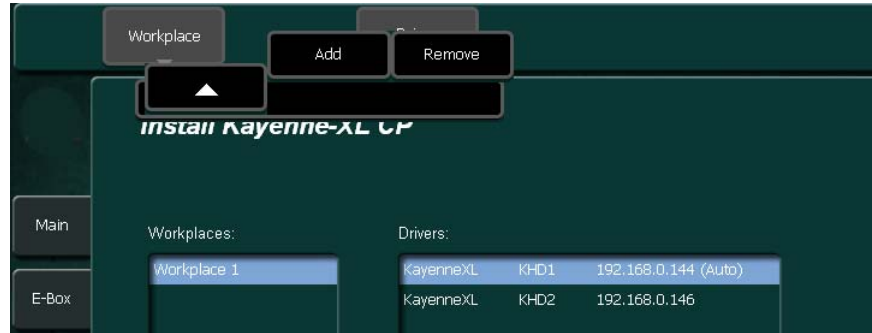 Workplace
Add Remove
Install Kayenne-XL CP
Main
Workplaces: Drivers:
Workplace 1 KayenneXL KHD1 192.168.0.144 (Auto)
E-Box KayenneXL KHD2 192.168.0.146